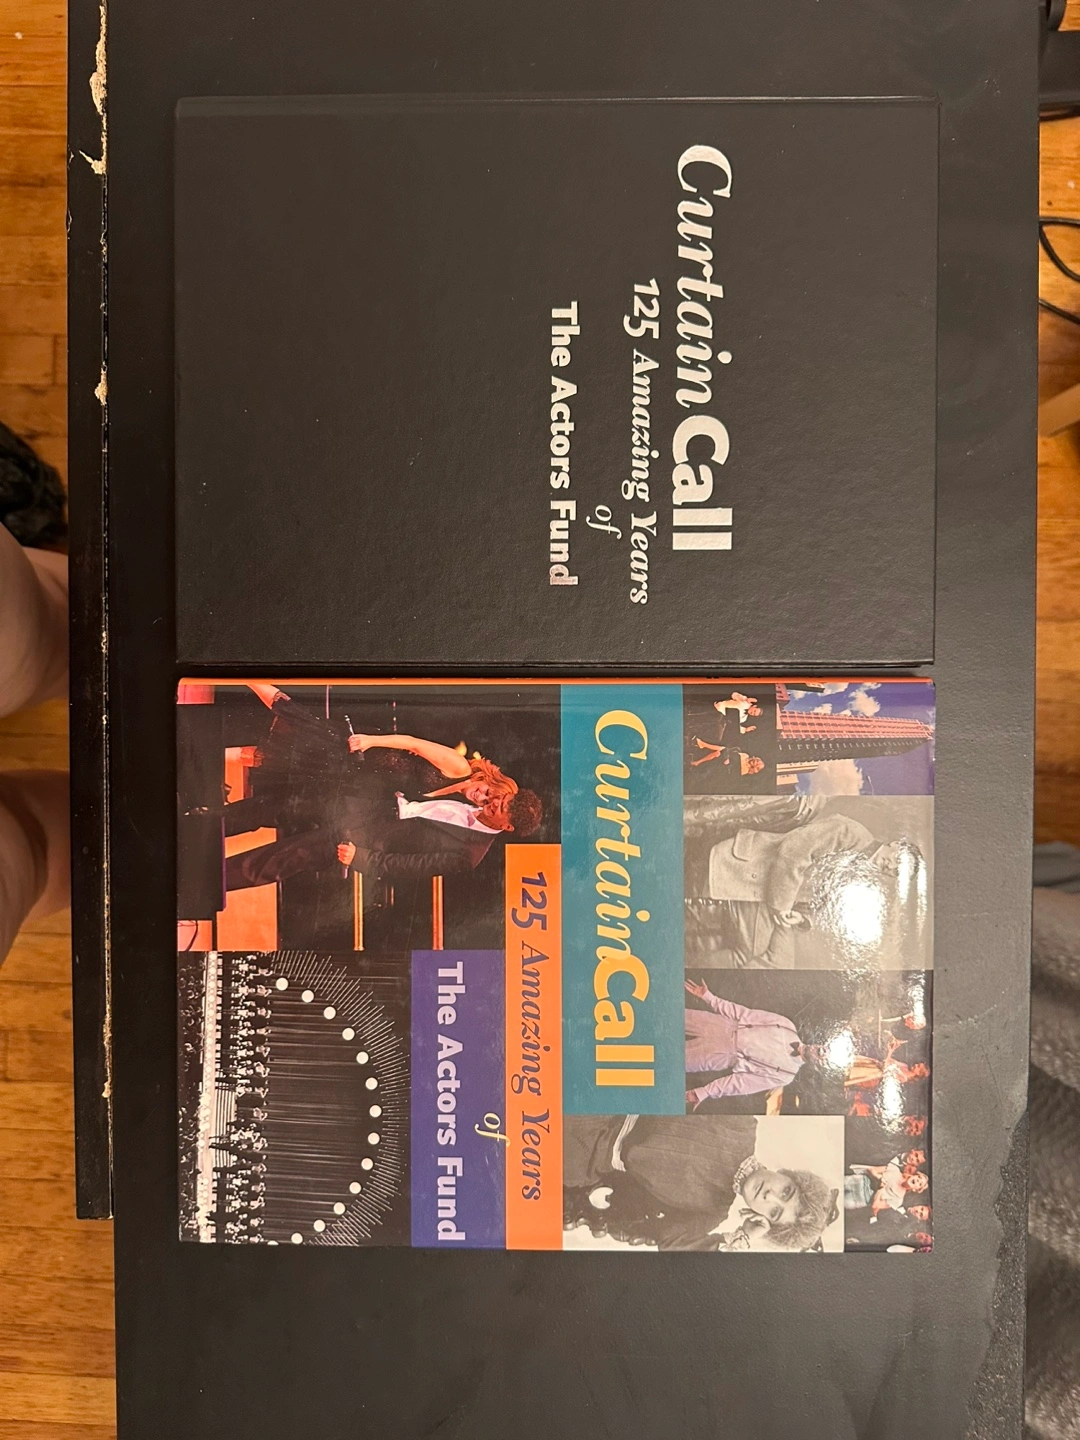 Curtain Call
125 Amazing Years
of
The Actors Fund
Curtain Call
125 Amazing Years
of
The Actors Fund